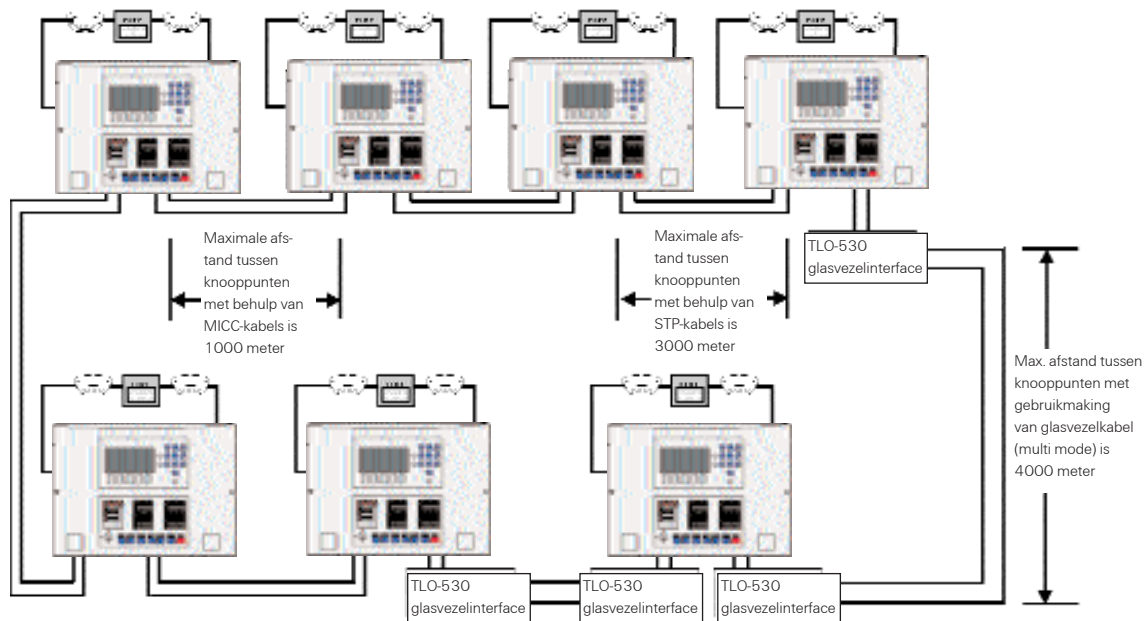 Maximale afs-
tand tussen
knooppunten
met behulp van
MICC-kabels is
1000 meter
Maximale afs-
tand tussen
knooppunten
met behulp van
STP-kabels is
3000 meter
TLO-530
glasvezelinterface
Max. afstand tussen
knooppunten met
gebruikmaking
van glasvezelkabel
(multi mode) is
4000 meter
TLO-530
glasvezelinterface
TLO-530
glasvezelinterface
TLO-530
glasvezelinterface